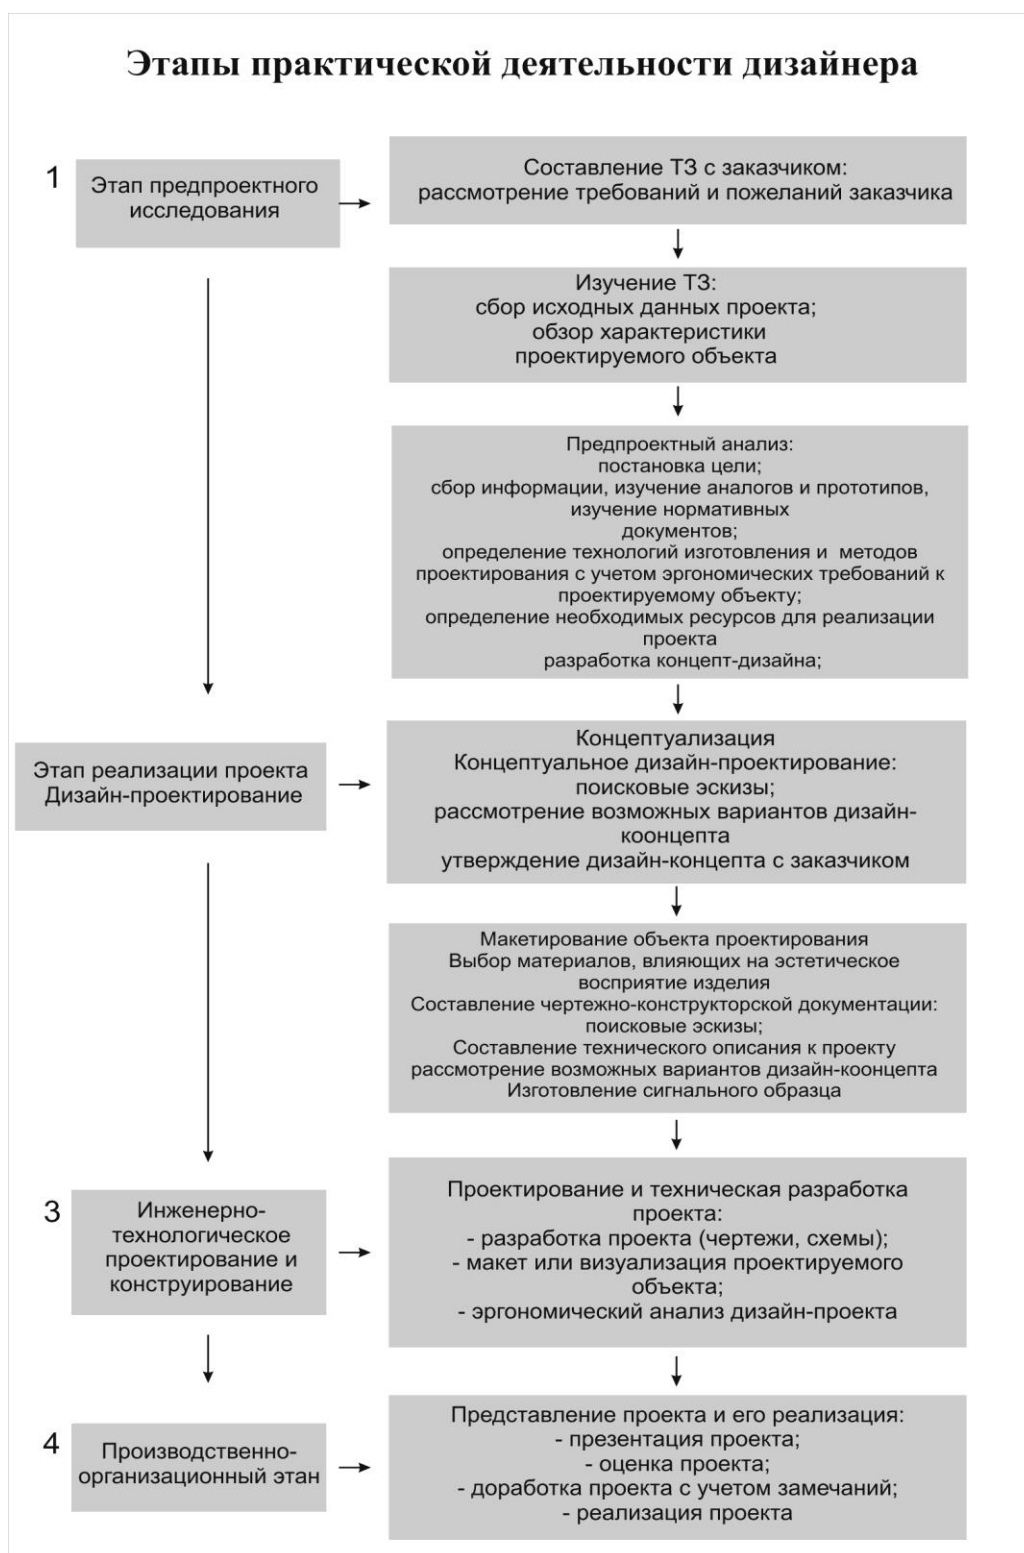 Этапы практической деятельности дизайнера
1
Этап предпроектного
исследования
Составление ТЗ с заказчиком:
рассмотрение требований и пожеланий заказчика
Изучение ТЗ:
сбор исходных данных проекта;
обзор характеристики
проектируемого объекта
Предпроектный анализ:
постановка цели;
сбор информации, изучение аналогов и прототипов,
изучение нормативных
документов;
определение технологий изготовления и методов
проектирования с учетом эргономических требований к
проектируемому объекту;
определение необходимых ресурсов для реализации
проекта
разработка концепт-дизайна;
Этап реализации проекта
Дизайн-проектирование
Концептуализация
Концептуальное дизайн-проектирование:
поисковые эскизы;
рассмотрение возможных вариантов дизайн-
коонцепта
утверждение дизайн-концепта с заказчиком
Макетирование объекта проектирования
Выбор материалов, влияющих на эстетическое
восприятие изделия
Составление чертежно-конструкторской документации:
поисковые эскизы;
Составление технического описания к проекту
рассмотрение возможных вариантов дизайн-коонцепта
Изготовление сигнального образца
3
Инженерно-
технологическое
проектирование и
конструирование
Проектирование и техническая разработка
проекта:
- разработка проекта (чертежи, схемы);
- макет или визуализация проектируемого
объекта;
- эргономический анализ дизайн-проекта
4
Производственно-
организационный этан
Представление проекта и его реализация:
- презентация проекта;
- оценка проекта;
- доработка проекта с учетом замечаний;
- реализация проекта